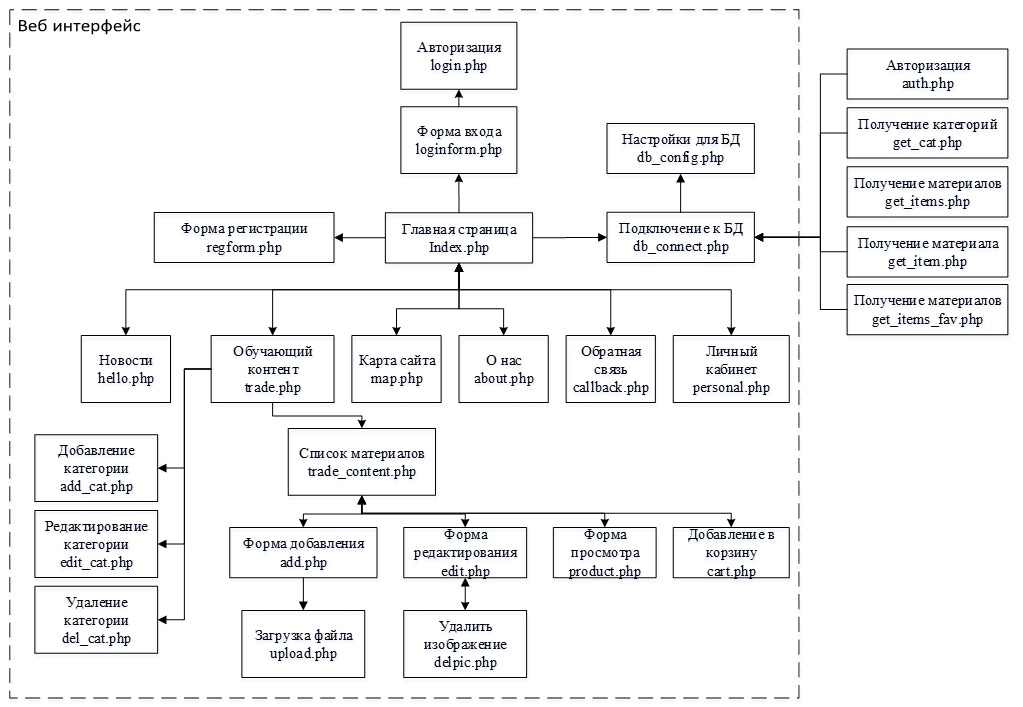 Веб интерфейс
Авторизация
login.php
Форма входа
loginform.php
Настройки для БД
db_config.php
Форма регистрации
regform.php
Главная страница
Index.php
Подключение к БД
db_connect.php
Авторизация
auth.php
Получение категорий
get_cat.php
Получение материалов
get_items.php
Получение материала
get_item.php
Получение материалов
get_items_fav.php
Новости
hello.php
Обучающий
контент
trade.php
Карта сайта
map.php
О нас
about.php
Обратная
связь
callback.php
Личный
кабинет
personal.php
Добавление
категории
add_cat.php
Редактирование
категории
edit_cat.php
Удаление
категории
del_cat.php
Список материалов
trade_content.php
Форма добавления
add.php
Форма
редактирования
edit.php
Форма
просмотра
product.php
Добавление в
корзину
cart.php
Загрузка файла
upload.php
Удалить
изображение
delpic.php